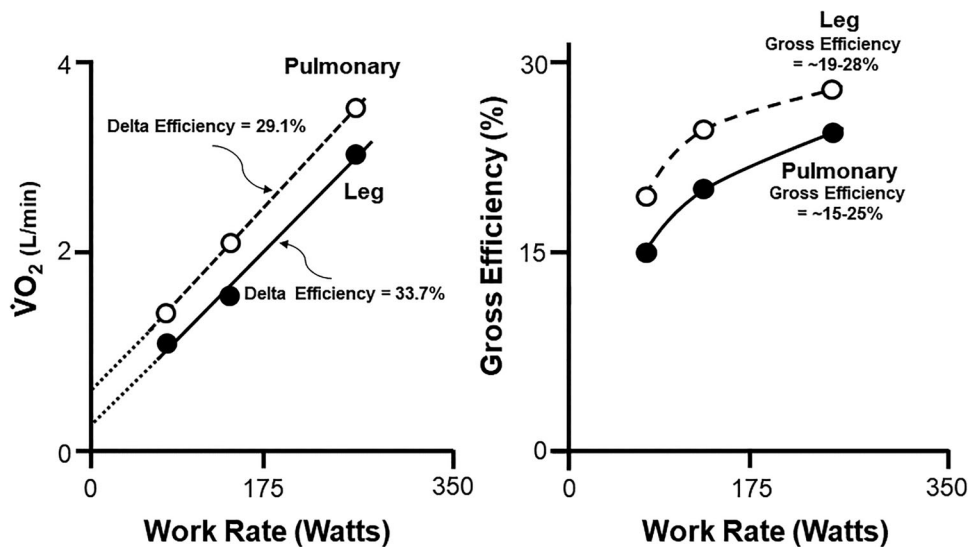 4
Pulmonary
Delta Efficiency = 29.1%
Leg
2
Delta Efficiency = 33.7%
V̇O₂ (L/min)
0
0
175
350
Work Rate (Watts)
30
Leg
Gross Efficiency
= ~19-28%
Pulmonary
Gross Efficiency
= ~15-25%
15
Gross Efficiency (%)
0
0
175
350
Work Rate (Watts)